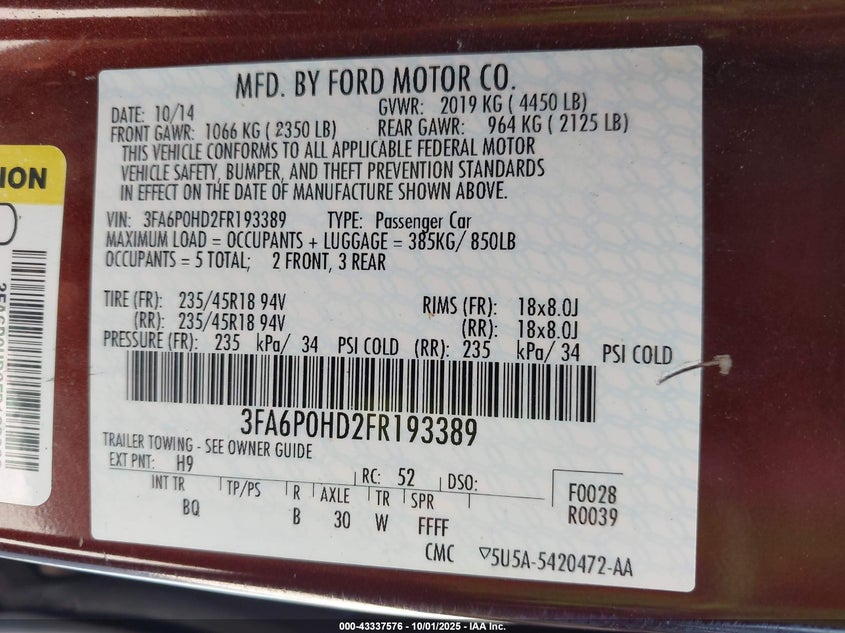 MFD. BY FORD MOTOR CO.
DATE: 10/14 GVWR: 2019 KG ( 4450 LB)
FRONT GAWR: 1066 KG ( 2350 LB) REAR GAWR: 964 KG ( 2125 LB)
THIS VEHICLE CONFORMS TO ALL APPLICABLE FEDERAL MOTOR
VEHICLE SAFETY, BUMPER, AND THEFT PREVENTION STANDARDS
IN EFFECT ON THE DATE OF MANUFACTURE SHOWN ABOVE.
VIN: 3FA6P0HD2FR193389 TYPE: Passenger Car
MAXIMUM LOAD = OCCUPANTS + LUGGAGE = 385KG/ 850LB
OCCUPANTS = 5 TOTAL; 2 FRONT, 3 REAR
TIRE (FR): 235/45R18 94V RIMS (FR): 18x8.0J
(RR): 235/45R18 94V (RR): 18x8.0J
PRESSURE (FR): 235 kPa/ 34 PSI COLD (RR): 235 kPa/ 34 PSI COLD
3FA6P0HD2FR193389
TRAILER TOWING - SEE OWNER GUIDE
EXT PNT: H9 RC: 52 DSO:
INT TR TP/PS R AXLE TR SPR F0028
BQ B 30 W FFFF R0039
CMC ▽5U5A-5420472-AA
ION
000-43337576 - 10/01/2025 - IAA Inc.